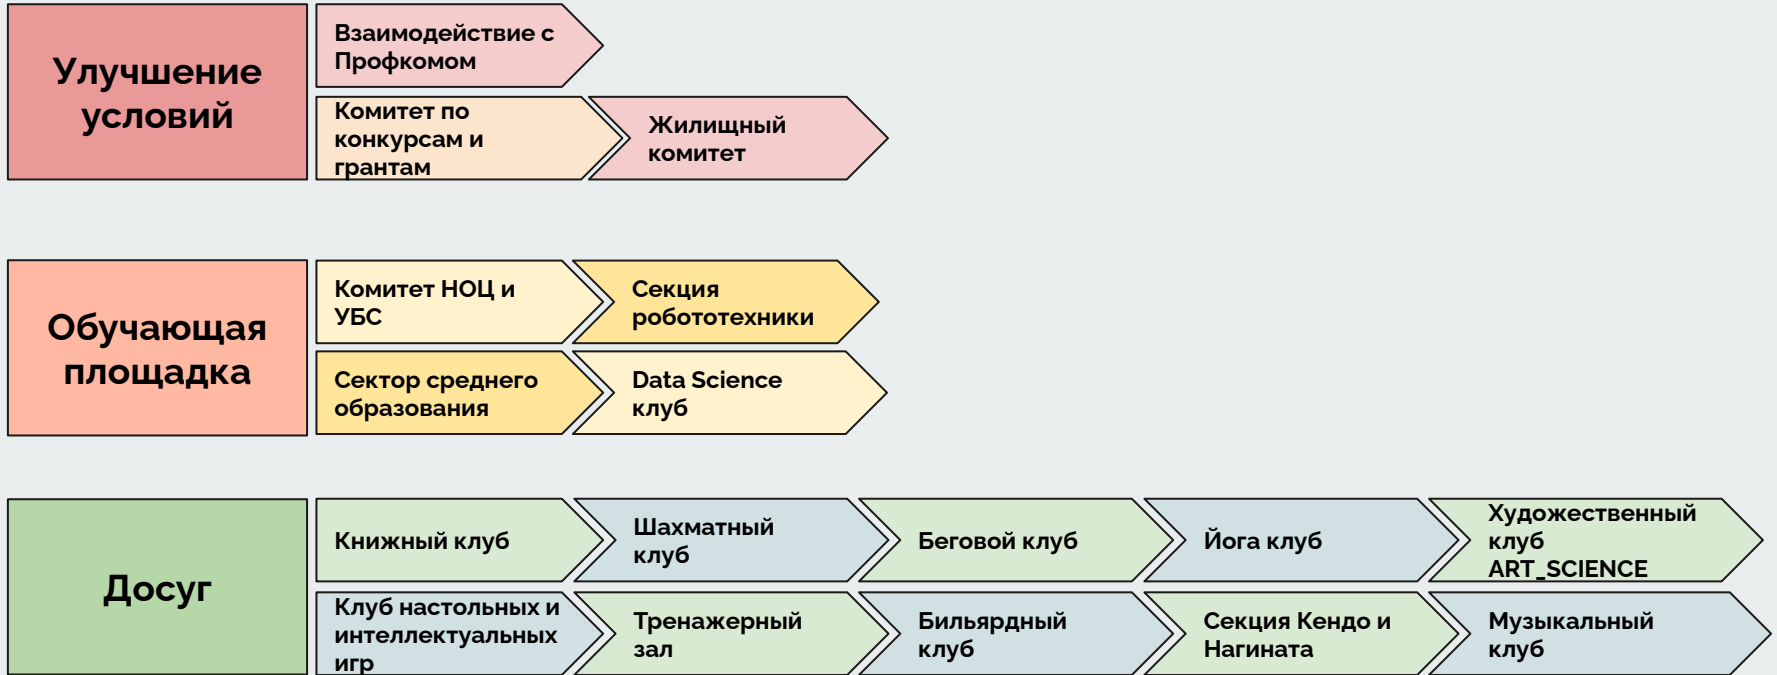 Улучшение
условий
Взаимодействие с
Профкомом
Комитет по
конкурсам и
грантам
Жилищный
комитет
Обучающая
площадка
Комитет НОЦ и
УБС
Секция
робототехники
Сектор среднего
образования
Data Science
клуб
Досуг
Книжный клуб
Шахматный
клуб
Беговой клуб
Йога клуб
Художественный
клуб
ART_SCIENCE
Клуб настольных и
интеллектуальных
игр
Тренажерный
зал
Бильярдный
клуб
Секция Кендо и
Нагината
Музыкальный
клуб